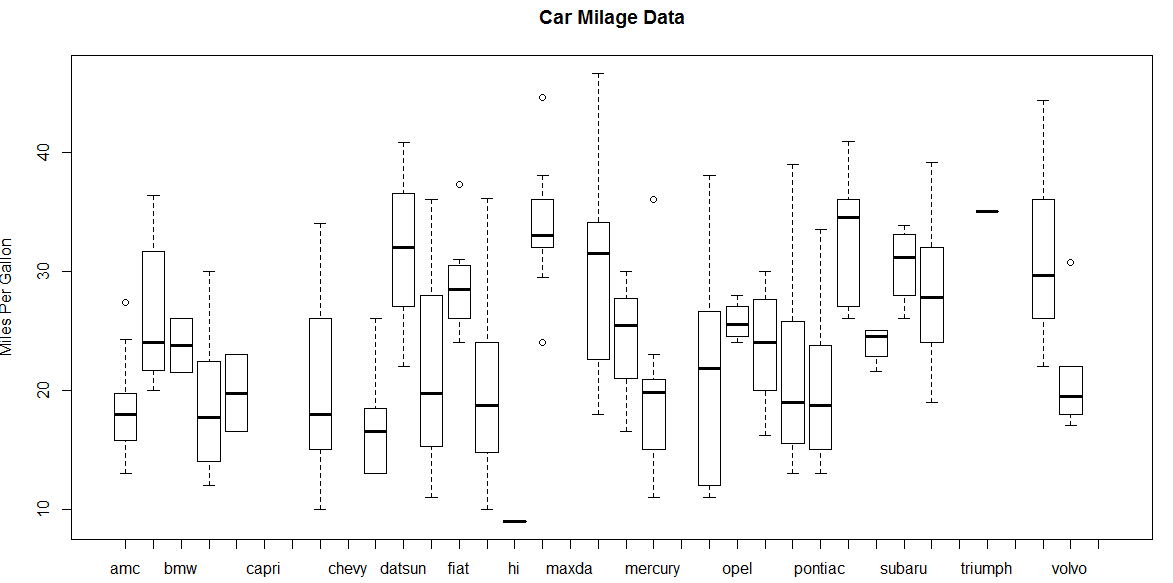 Car Milage Data
Miles Per Gallon
40
30
20
10
amc bmw capri chevy datsun fiat hi maxda mercury opel pontiac subaru triumph volvo